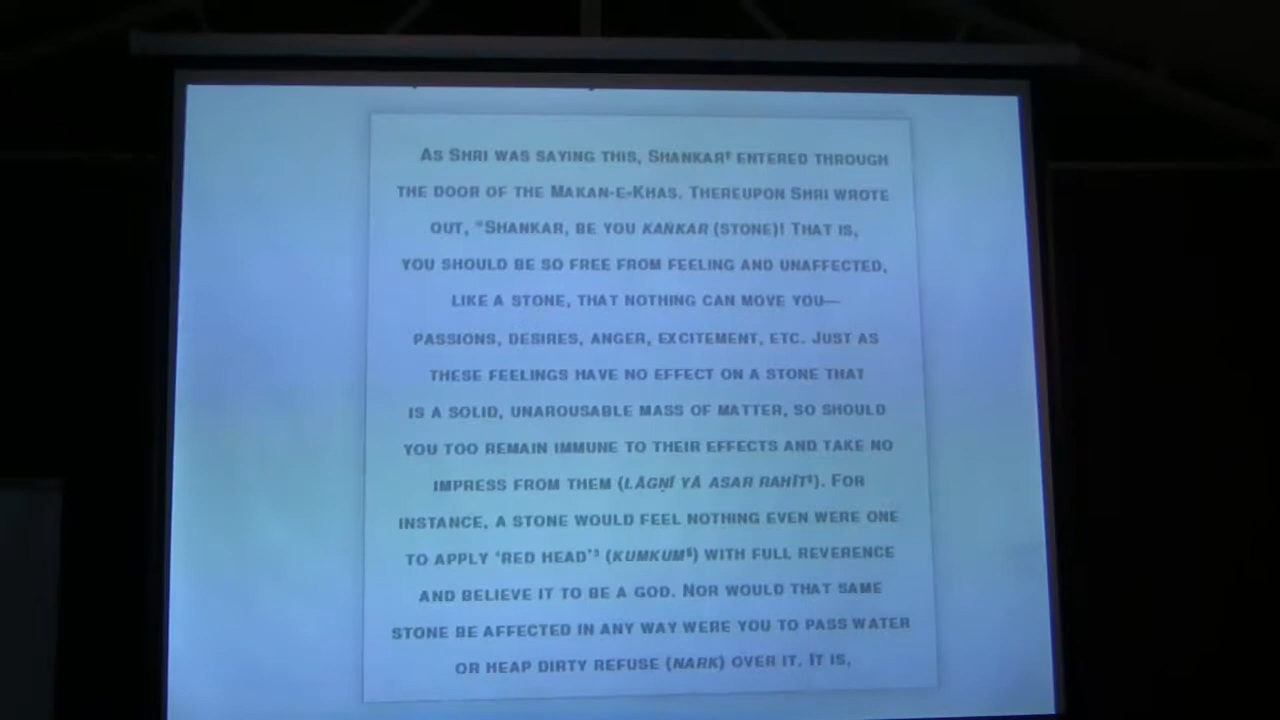 As Shri was saying this, Shankar† entered through
the door of the Makan-e-Khas. Thereupon Shri wrote
out, "Shankar, be you kaṅkar (stone)! That is,
you should be so free from feeling and unaffected,
like a stone, that nothing can move you—
passions, desires, anger, excitement, etc. Just as
these feelings have no effect on a stone that
is a solid, unarousable mass of matter, so should
you too remain immune to their effects and take no
impress from them (lāgṇī yā asar rahīt‡). For
instance, a stone would feel nothing even were one
to apply 'red head'³ (kumkum§) with full reverence
and believe it to be a god. Nor would that same
stone be affected in any way were you to pass water
or heap dirty refuse (nark) over it. It is,